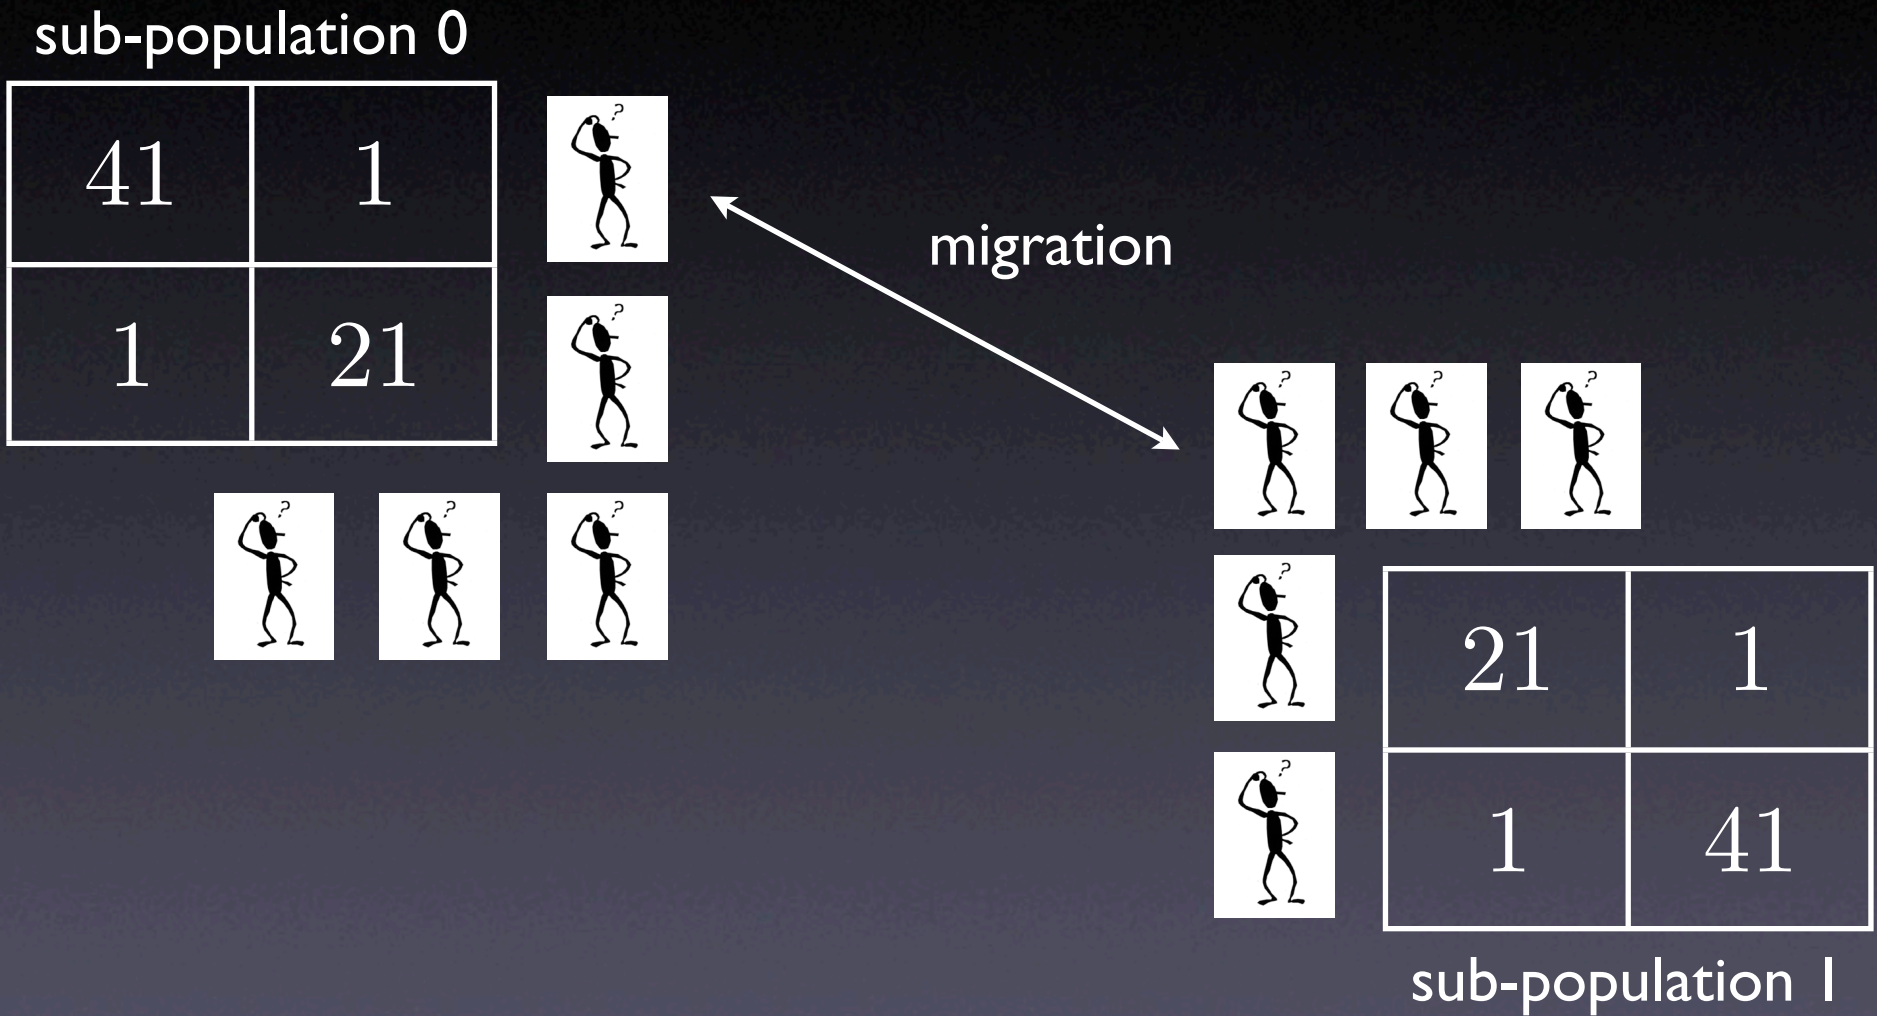 sub-population 0
41 1
1 21
?
?
? ? ?
migration
? ? ?
?
?
21 1
1 41
sub-population 1